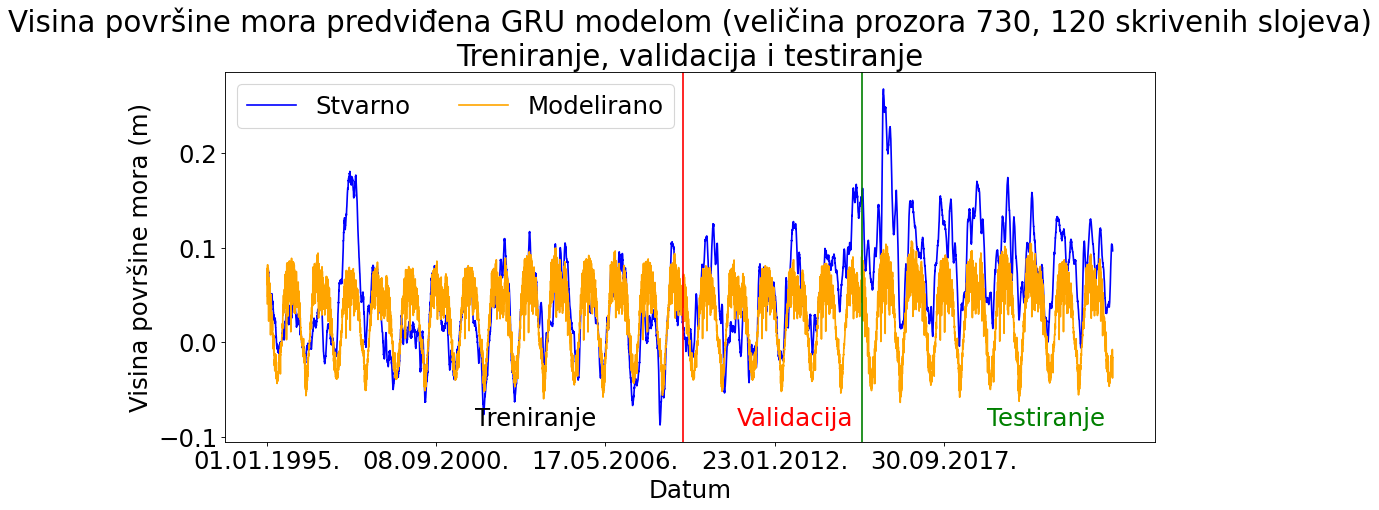 Visina površine mora predviđena GRU modelom (veličina prozora 730, 120 skrivenih slojeva)
Treniranje, validacija i testiranje
Stvarno
Modelirano
Visina površine mora (m)
0.2
0.1
0.0
−0.1
Treniranje
Validacija
Testiranje
01.01.1995.
08.09.2000.
17.05.2006.
23.01.2012.
30.09.2017.
Datum